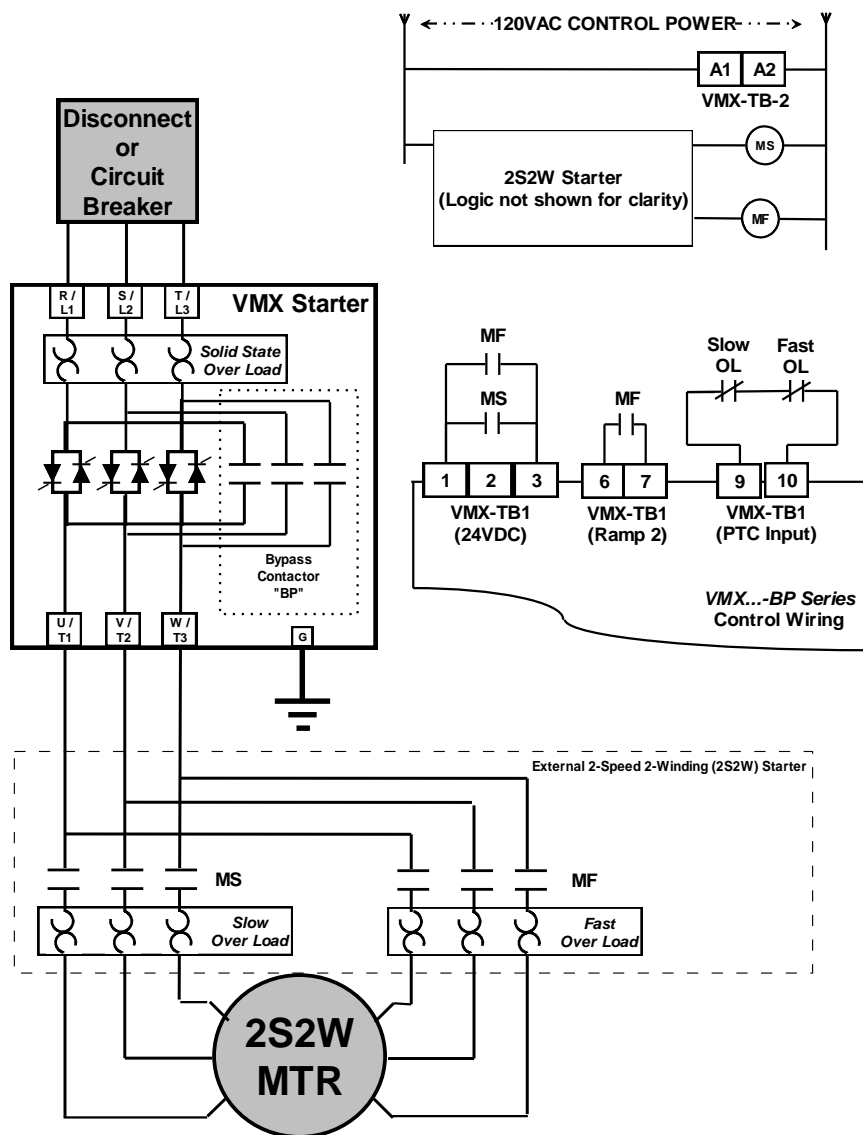 120VAC CONTROL POWER
A1 A2
VMX-TB-2
Disconnect
or
Circuit
Breaker
MS
2S2W Starter
(Logic not shown for clarity)
MF
R /
L1
S /
L2
T /
L3
VMX Starter
Solid State
Over Load
MF
MS
MF
Slow
OL
Fast
OL
1 2 3
6 7
9 10
VMX-TB1
(24VDC)
VMX-TB1
(Ramp 2)
VMX-TB1
(PTC Input)
Bypass
Contactor
"BP"
VMX...-BP Series
Control Wiring
U /
T1
V /
T2
W /
T3
G
External 2-Speed 2-Winding (2S2W) Starter
MS
MF
Slow
Over Load
Fast
Over Load
2S2W
MTR